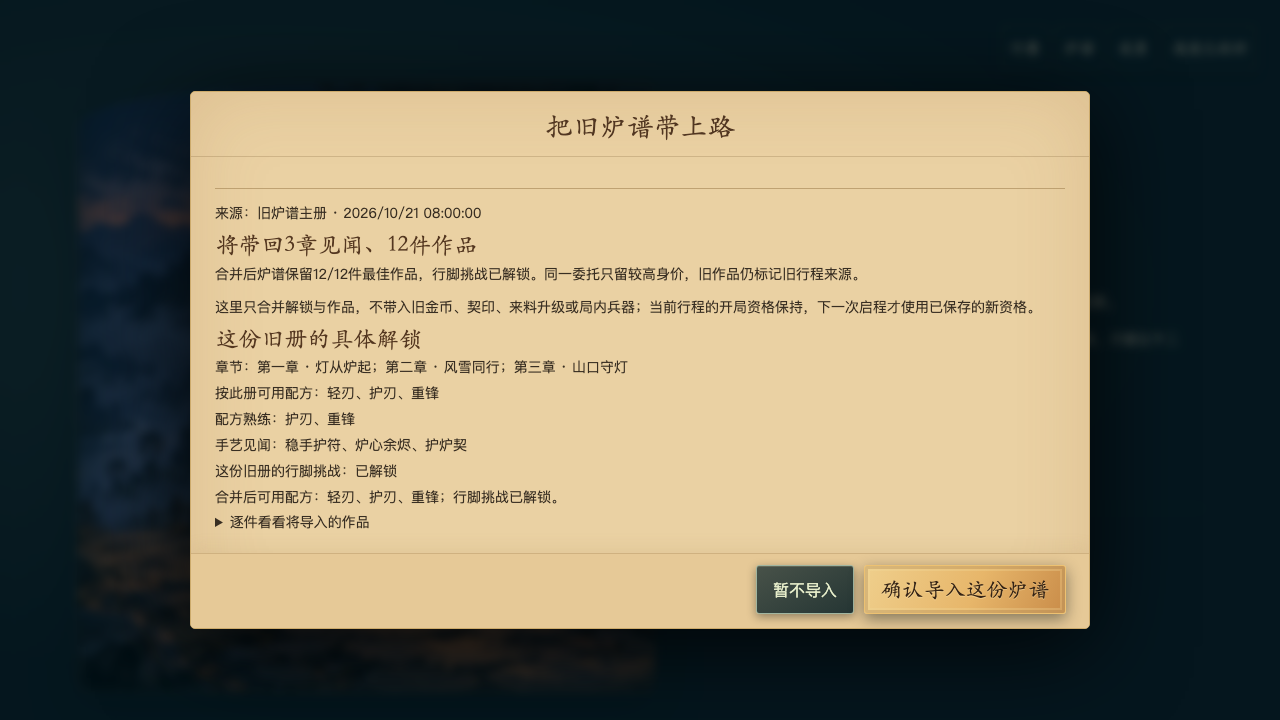 把旧炉谱带上路
来源：旧炉谱主册 · 2026/10/21 08:00:00
将带回3章见闻、12件作品
合并后炉谱保留12/12件最佳作品，行脚挑战已解锁。同一委托只留较高身价，旧作品仍标记旧行程来源。
这里只合并解锁与作品，不带入旧金币、契印、来料升级或局内兵器；当前行程的开局资格保持，下一次启程才使用已保存的新资格。
这份旧册的具体解锁
章节：第一章 · 灯从炉起；第二章 · 风雪同行；第三章 · 山口守灯
按此册可用配方：轻刃、护刃、重锋
配方熟练：护刃、重锋
手艺见闻：稳手护符、炉心余烬、护炉契
这份旧册的行脚挑战：已解锁
合并后可用配方：轻刃、护刃、重锋；行脚挑战已解锁。
▶ 逐件看看将导入的作品
暂不导入
确认导入这份炉谱